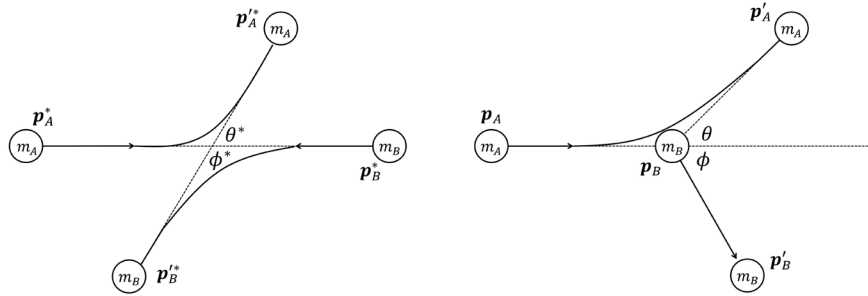 p′*_A
m_A
p*_A
m_A
θ*
ϕ*
m_B
p*_B
m_B
p′*_B
p′_A
m_A
p_A
m_A
θ
m_B
p_B
ϕ
p′_B
m_B